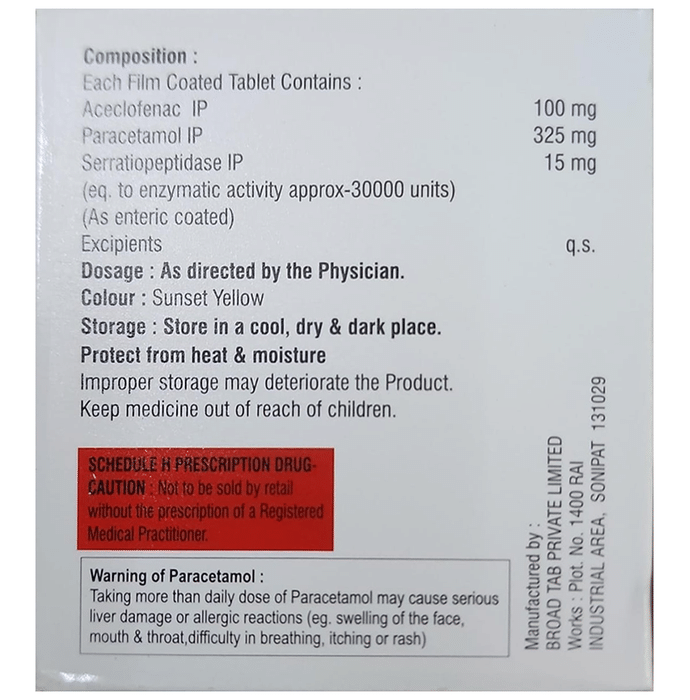 Composition :
Each Film Coated Tablet Contains :
Aceclofenac IP 100 mg
Paracetamol IP 325 mg
Serratiopeptidase IP 15 mg
(eq. to enzymatic activity approx-30000 units)
(As enteric coated)
Excipients q.s.
Dosage : As directed by the Physician.
Colour : Sunset Yellow
Storage : Store in a cool, dry & dark place.
Protect from heat & moisture
Improper storage may deteriorate the Product.
Keep medicine out of reach of children.
SCHEDULE H PRESCRIPTION DRUG-
CAUTION : Not to be sold by retail
without the prescription of a Registered
Medical Practitioner.
Warning of Paracetamol :
Taking more than daily dose of Paracetamol may cause serious
liver damage or allergic reactions (eg. swelling of the face,
mouth & throat,difficulty in breathing, itching or rash)
Manufactured by :
BROAD TAB PRIVATE LIMITED
Works : Plot. No. 1400 RAI
INDUSTRIAL AREA, SONIPAT 131029